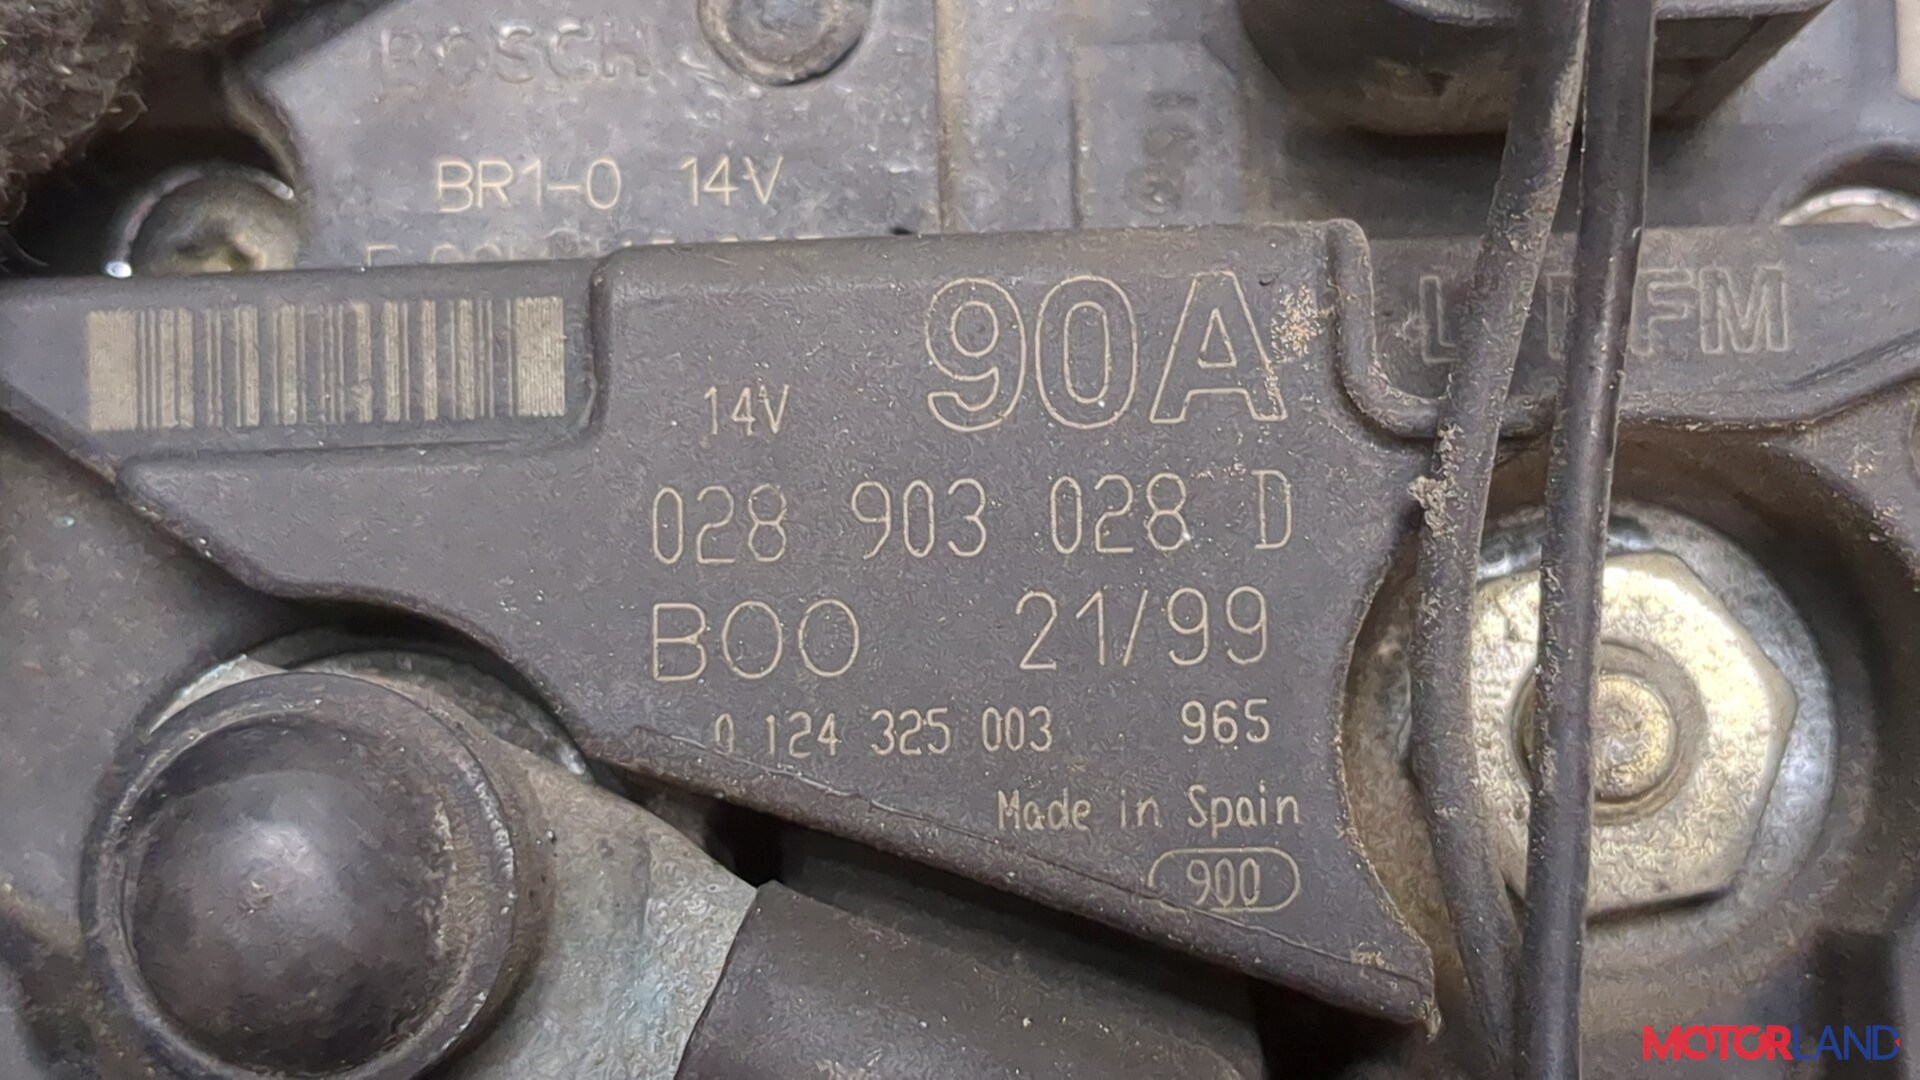 BOSCH
BR1-0 14V
90A
14V
028 903 028 D
BOO 21/99
0 124 325 003 965
Made in Spain
900
MOTORLAND